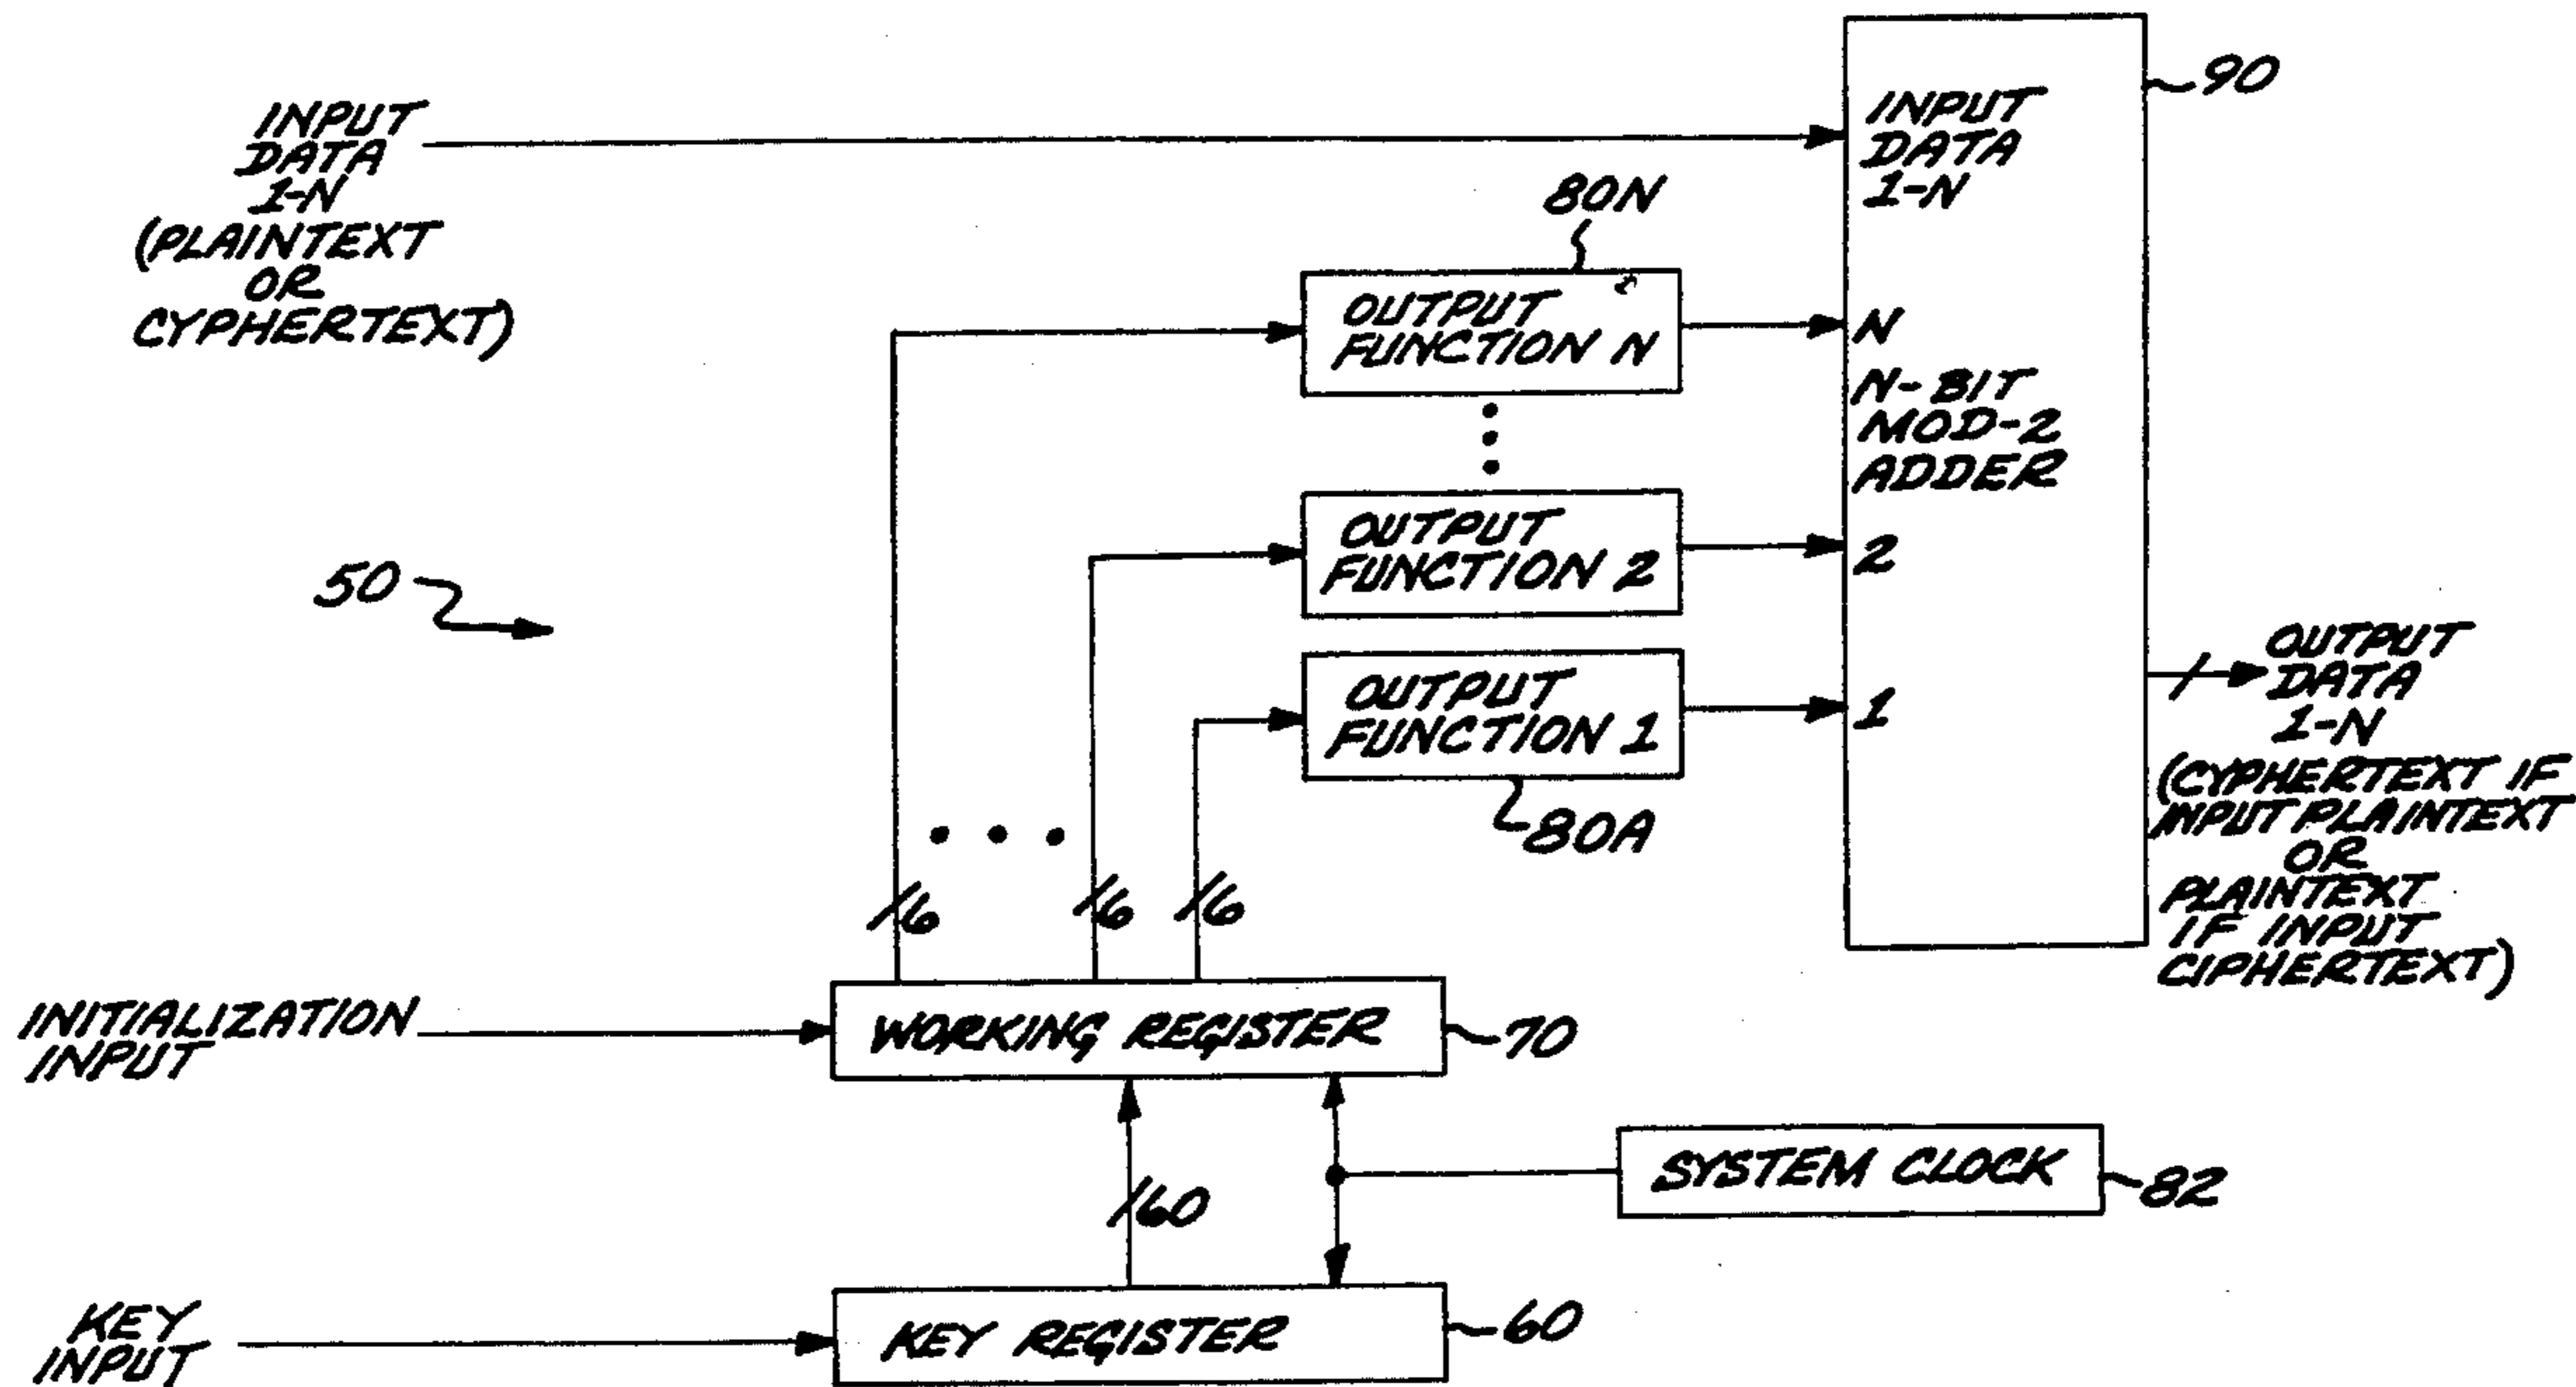 INPUT
DATA
1-N
(PLAINTEXT
OR
CYPHERTEXT)
INPUT
DATA
1-N
90
80N
OUTPUT
FUNCTION N
N
N-BIT
MOD-2
ADDER
OUTPUT
FUNCTION 2
2
50
OUTPUT
FUNCTION 1
1
80A
OUTPUT
DATA
1-N
(CYPHERTEXT IF
INPUT PLAINTEXT
OR
PLAINTEXT
IF INPUT
CIPHERTEXT)
/6
/6
/6
INITIALIZATION
INPUT
WORKING REGISTER
70
/60
SYSTEM CLOCK
82
KEY
INPUT
KEY REGISTER
60